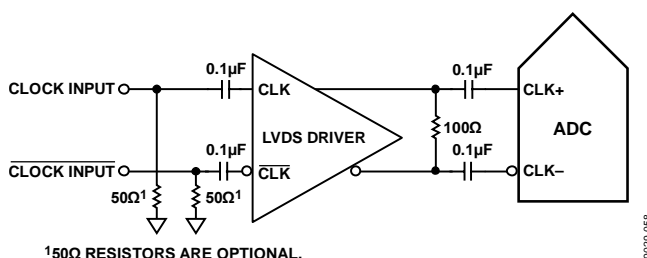 0.1µF
0.1µF
CLOCK INPUT
CLK
CLK+
LVDS DRIVER
100Ω
ADC
0.1µF
0.1µF
CLOCK INPUT
CLK
CLK–
50Ω1
50Ω1
150Ω RESISTORS ARE OPTIONAL.